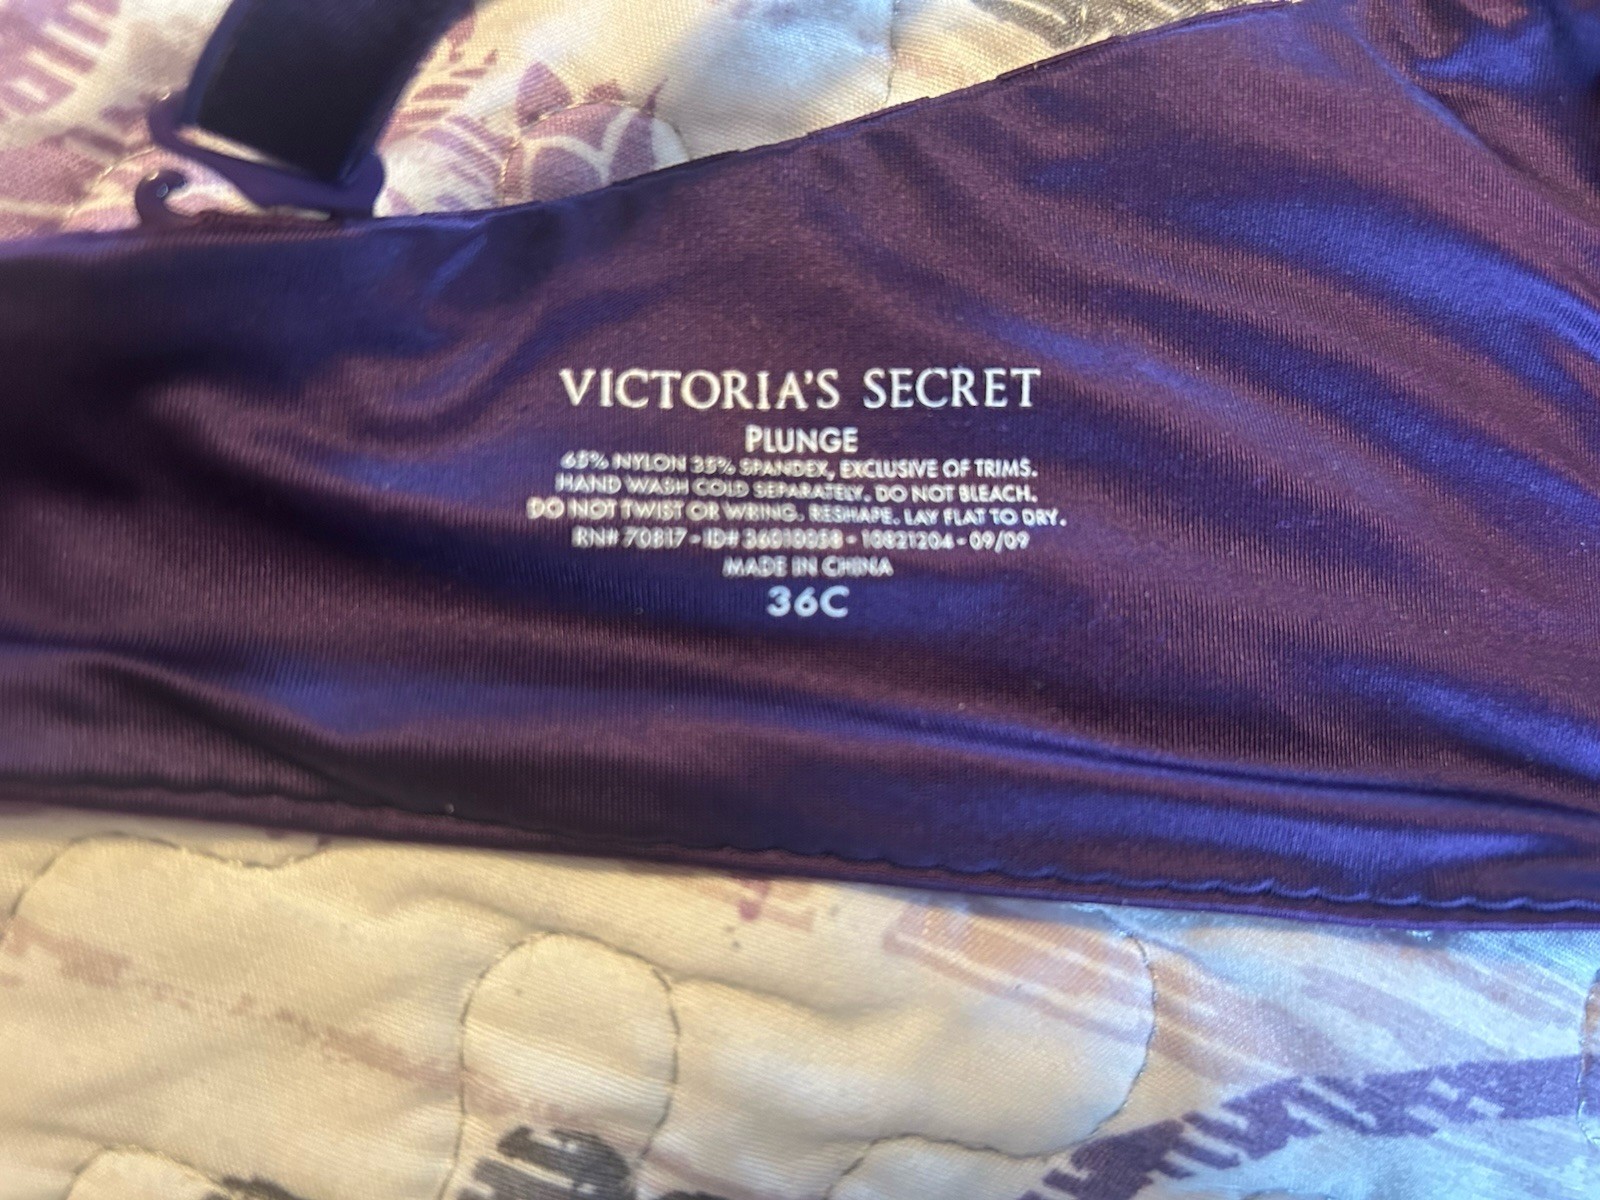 VICTORIA'S SECRET
PLUNGE
65% NYLON 35% SPANDEX, EXCLUSIVE OF TRIMS.
HAND WASH COLD SEPARATELY. DO NOT BLEACH.
DO NOT TWIST OR WRING. RESHAPE. LAY FLAT TO DRY.
RN# 70817 - ID# 36010058 - 10821204 - 09/09
MADE IN CHINA
36C